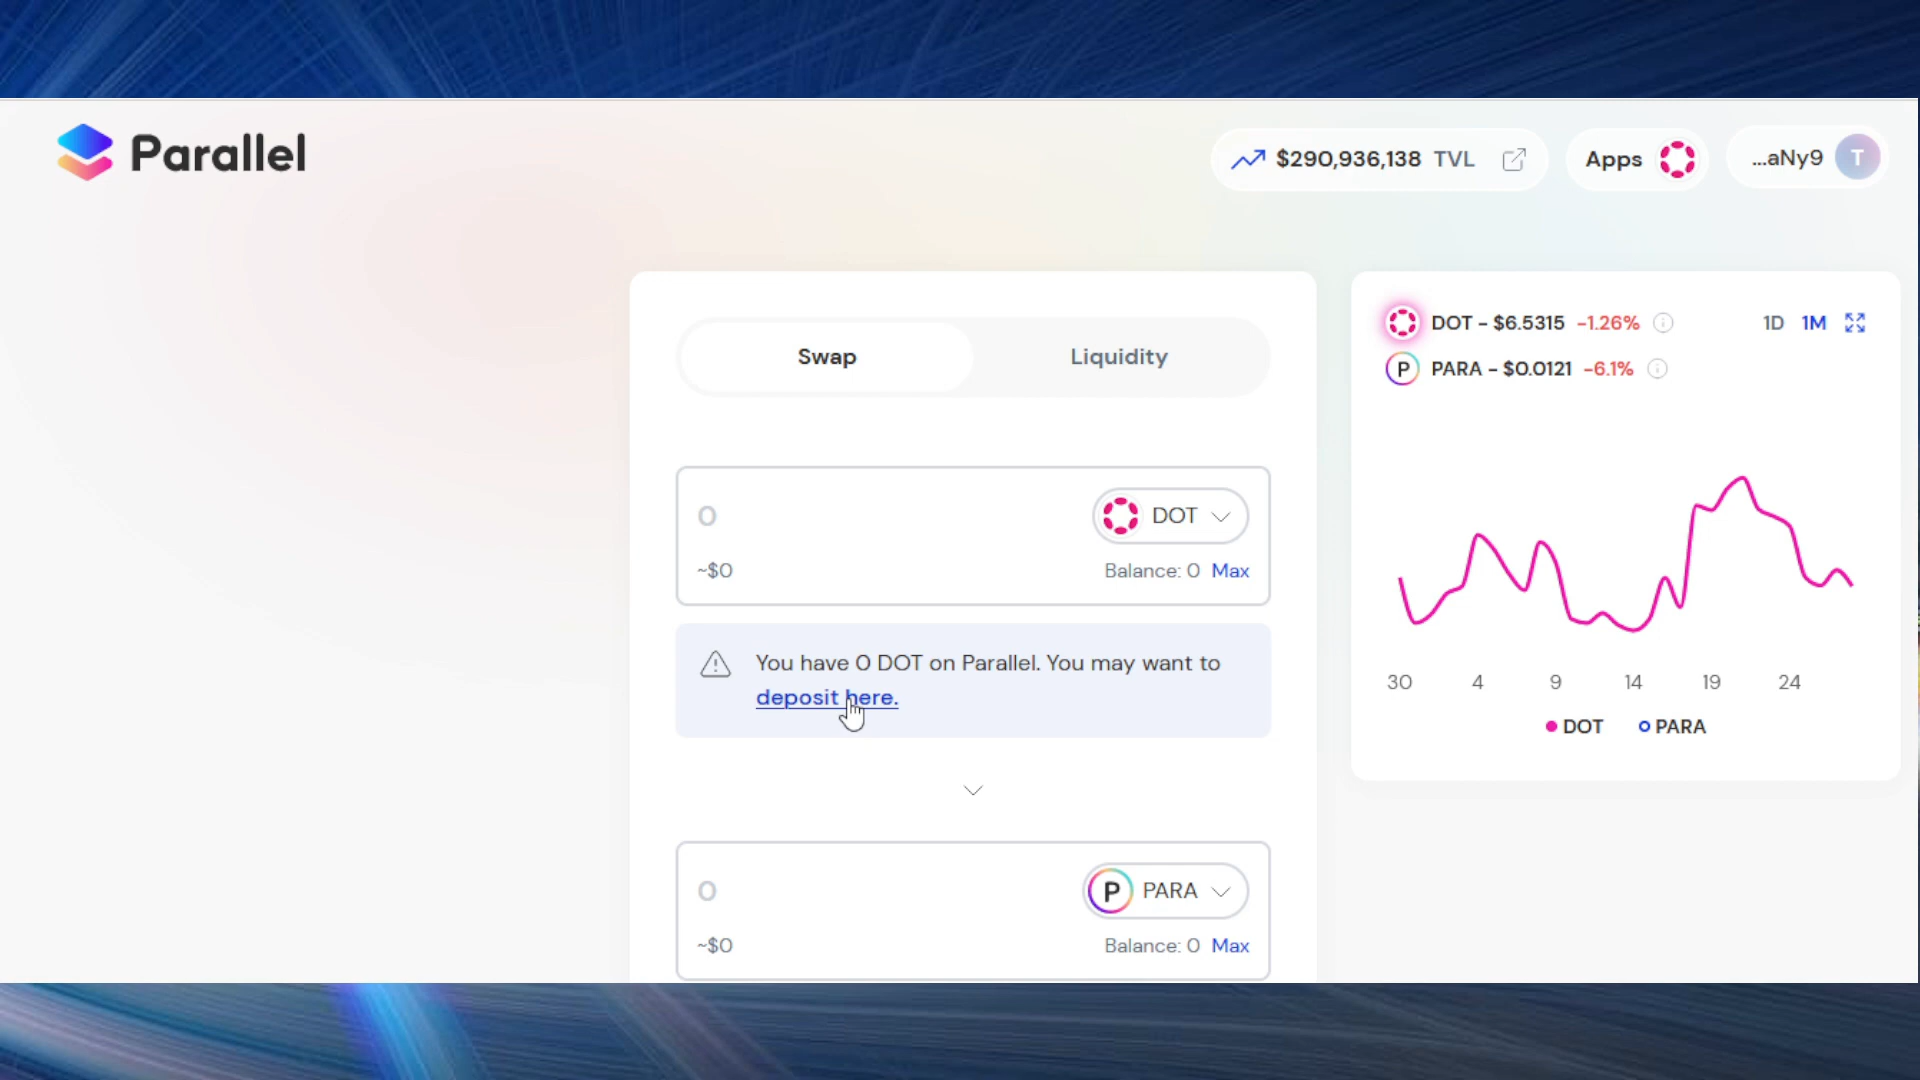 Parallel
$290,936,138 TVL
Apps
...aNy9
T
Swap
Liquidity
DOT - $6.5315 -1.26%
1D 1M
P PARA - $0.0121 -6.1%
0
DOT
~$0
Balance: 0 Max
You have 0 DOT on Parallel. You may want to
deposit here.
30 4 9 14 19 24
DOT PARA
0
P PARA
~$0
Balance: 0 Max